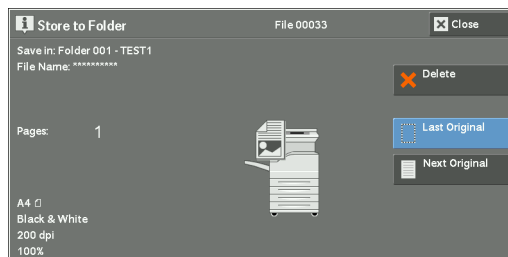 Store to Folder
File 00033
Close
Save in: Folder 001 - TEST1
File Name: **********
Delete
Pages: 1
Last Original
Next Original
A4
Black & White
200 dpi
100%